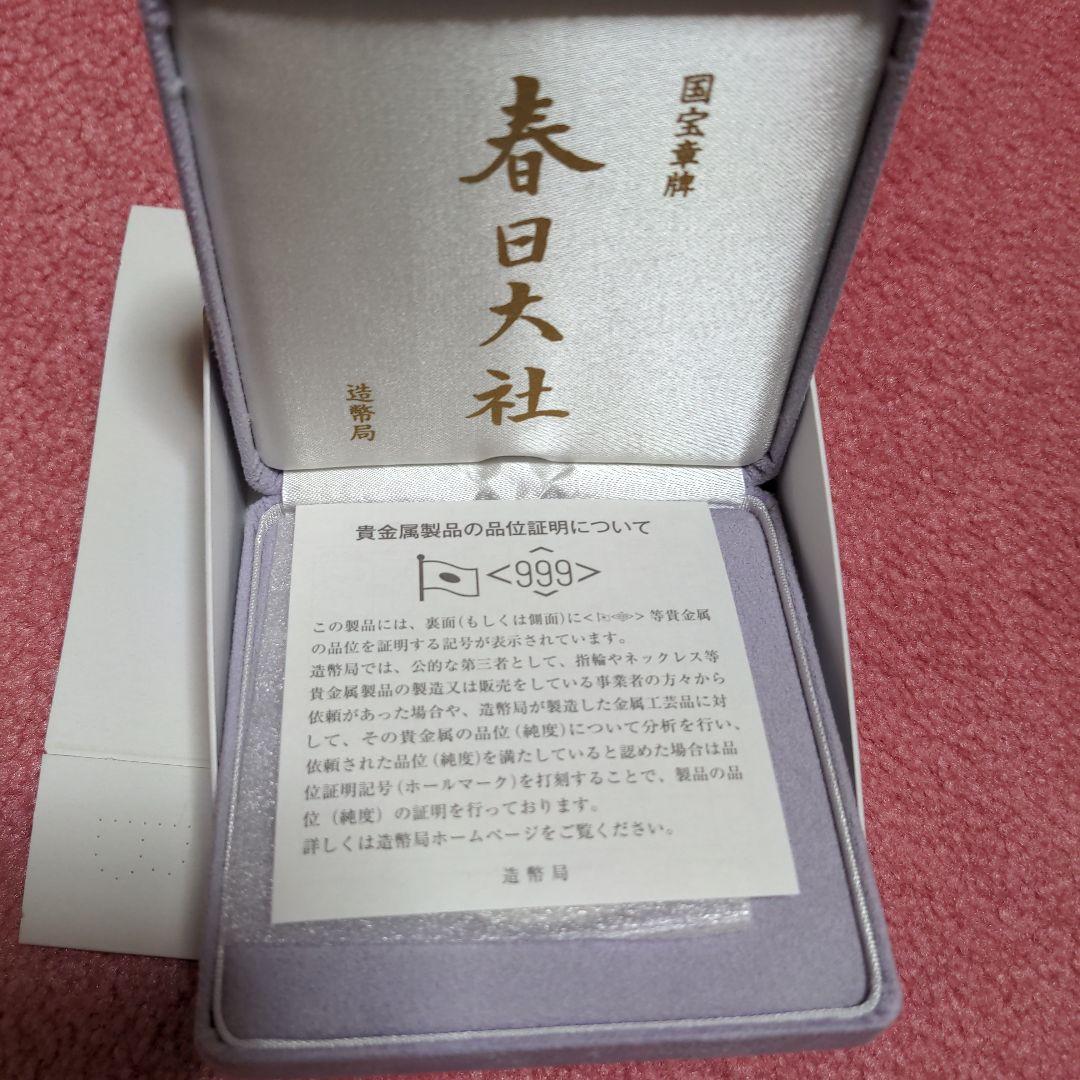 国宝章牌
春日大社
造幣局
貴金属製品の品位証明について
<999>
この製品には、裏面(もしくは側面)に< >等貴金属
の品位を証明する記号が表示されています。
造幣局では、公的な第三者として、指輪やネックレス等
貴金属製品の製造又は販売をしている事業者の方々から
依頼があった場合や、造幣局が製造した金属工芸品に対
して、その貴金属の品位(純度)について分析を行い、
依頼された品位(純度)を満たしていると認めた場合は品
位証明記号(ホールマーク)を打刻することで、製品の品
位(純度)の証明を行っております。
詳しくは造幣局ホームページをご覧ください。
造幣局